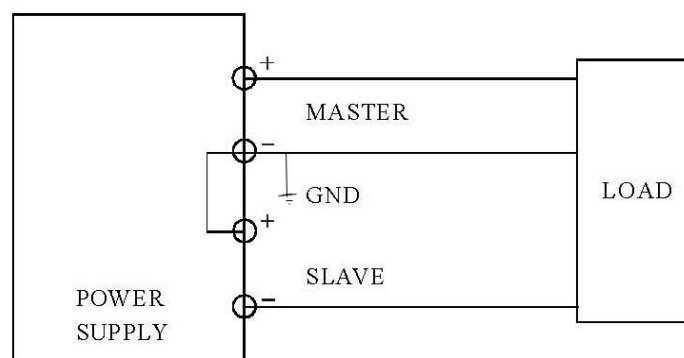 +
MASTER
−
GND
+
LOAD
SLAVE
−
POWER
SUPPLY